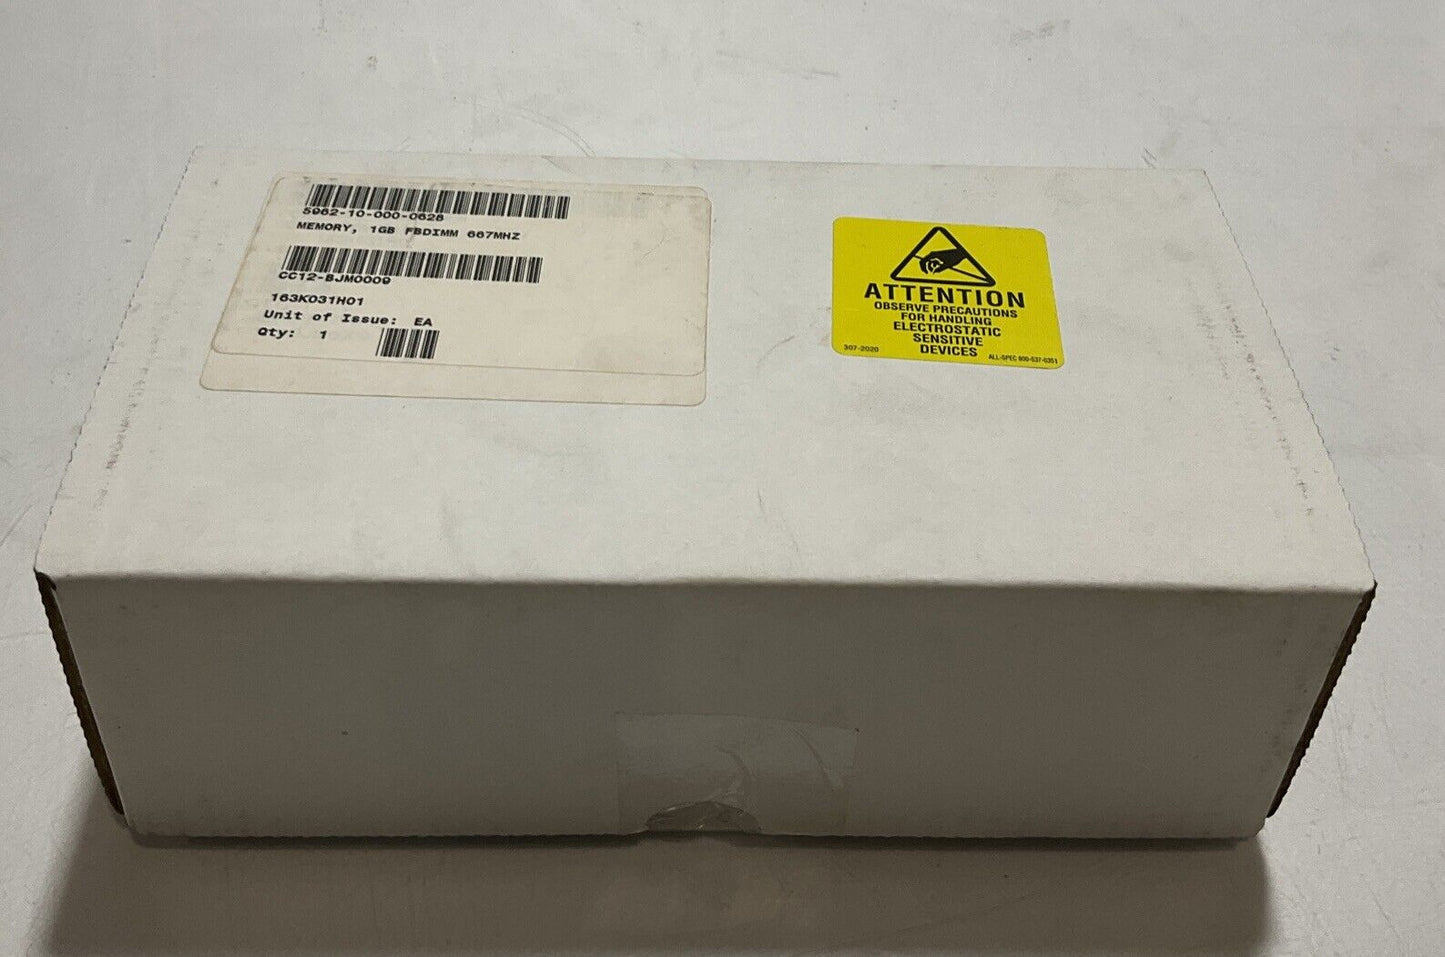 5962-10-000-0628
MEMORY, 1GB FBDIMM 667MHZ
CC12-BJM0009
163K031H01
Unit of Issue: EA
Qty: 1
ATTENTION
OBSERVE PRECAUTIONS
FOR HANDLING
ELECTROSTATIC
SENSITIVE
DEVICES
307-2020
ALL-SPEC 800-537-0351